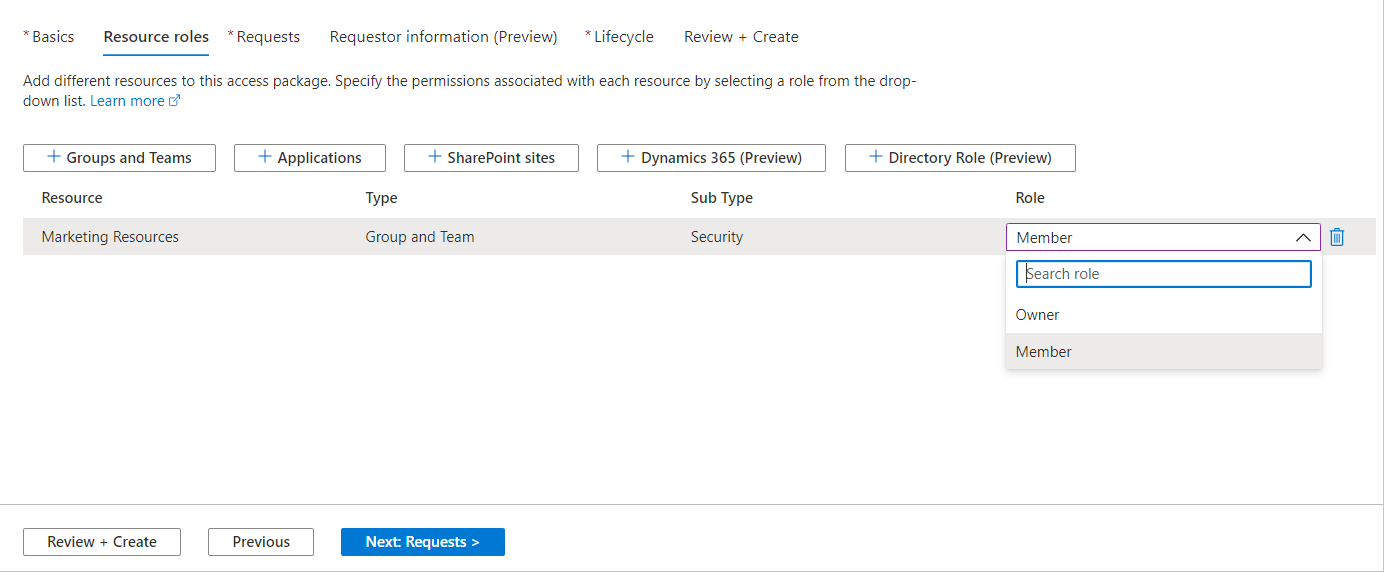 * Basics Resource roles * Requests Requestor information (Preview) * Lifecycle Review + Create
Add different resources to this access package. Specify the permissions associated with each resource by selecting a role from the drop-
down list. Learn more
+ Groups and Teams + Applications + SharePoint sites + Dynamics 365 (Preview) + Directory Role (Preview)
Resource Type Sub Type Role
Marketing Resources Group and Team Security Member
Search role
Owner
Member
Review + Create Previous Next: Requests >